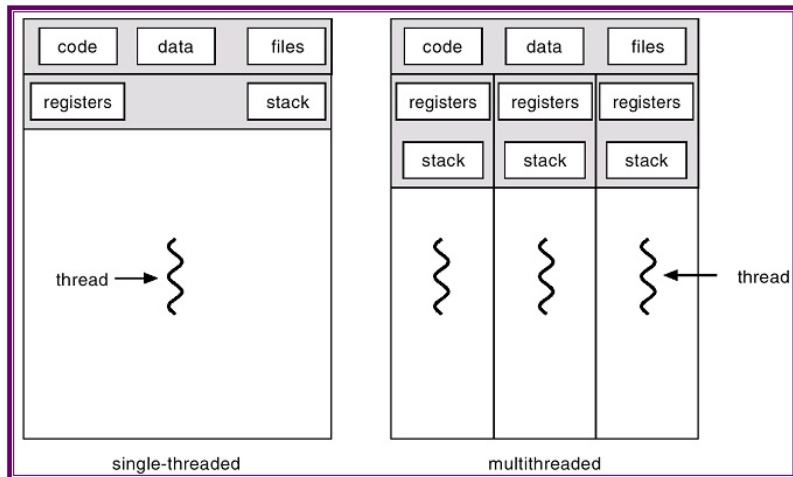 code data files
registers stack
thread
single-threaded
code data files
registers registers registers
stack stack stack
thread
multithreaded